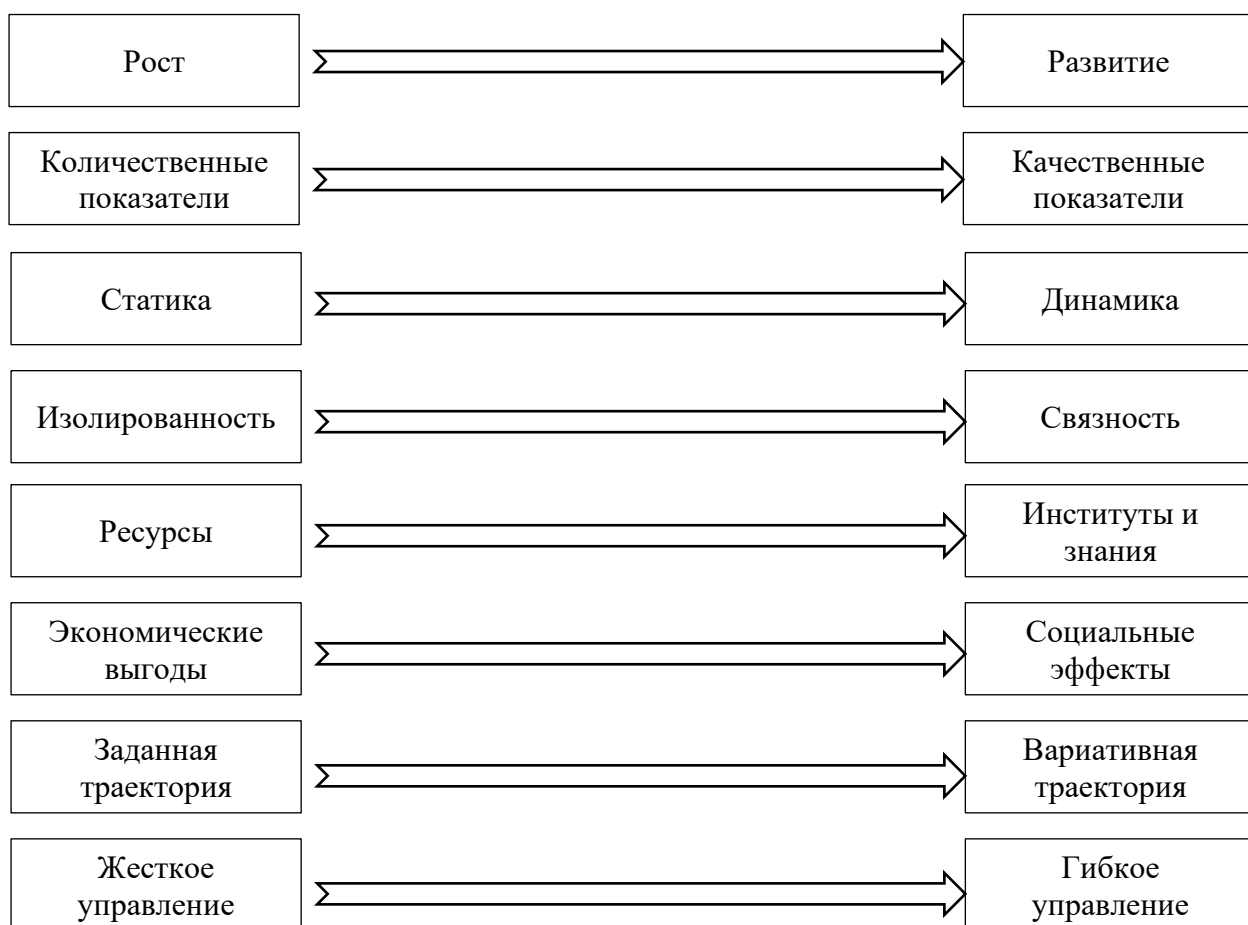 Рост
Развитие
Количественные
показатели
Качественные
показатели
Статика
Динамика
Изолированность
Связность
Ресурсы
Институты и
знания
Экономические
выгоды
Социальные
эффекты
Заданная
траектория
Вариативная
траектория
Жесткое
управление
Гибкое
управление